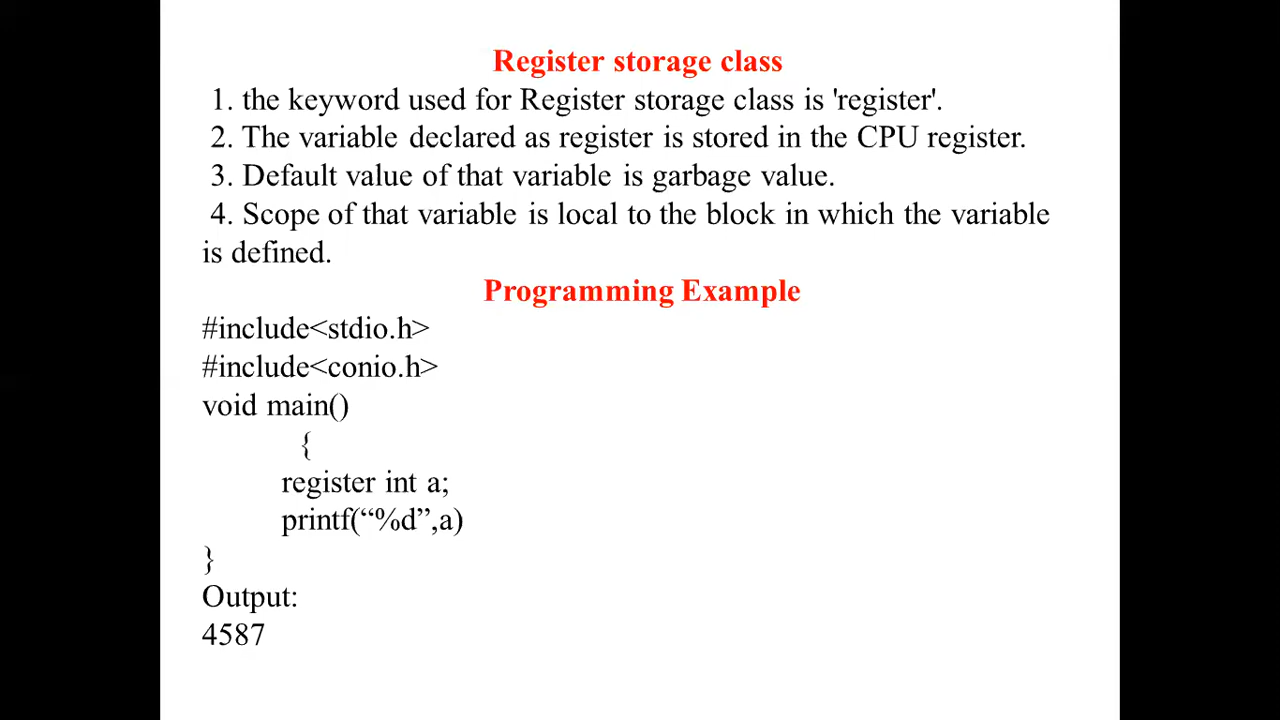 Register storage class
1. the keyword used for Register storage class is 'register'.
2. The variable declared as register is stored in the CPU register.
3. Default value of that variable is garbage value.
4. Scope of that variable is local to the block in which the variable
is defined.
Programming Example
#include<stdio.h>
#include<conio.h>
void main()
{
register int a;
printf(“%d”,a)
}
Output:
4587